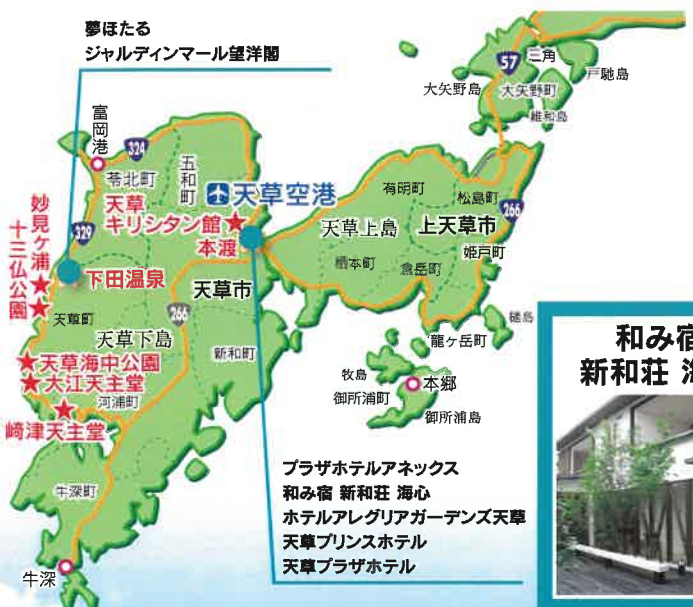 夢ほたる
ジャルディンマール望洋閣
57
三角
戸馳島
大矢野島
大矢野町
維和島
富岡港
324
苓北町
五和町
天草空港
天草
キリシタン館
本渡
有明町
松島町
266
天草上島
上天草市
姫戸町
栖本町
倉岳町
妙見ヶ浦
十三仏公園
329
下田温泉
天草市
天草町
266
天草下島
新和町
樋島
龍ヶ岳町
天草海中公園
大江天主堂
河浦町
﨑津天主堂
牧島
本郷
御所浦町
御所浦島
牛深町
牛深
プラザホテルアネックス
和み宿 新和荘 海心
ホテルアレグリアガーデンズ天草
天草プリンスホテル
天草プラザホテル
和み宿
新和荘 海